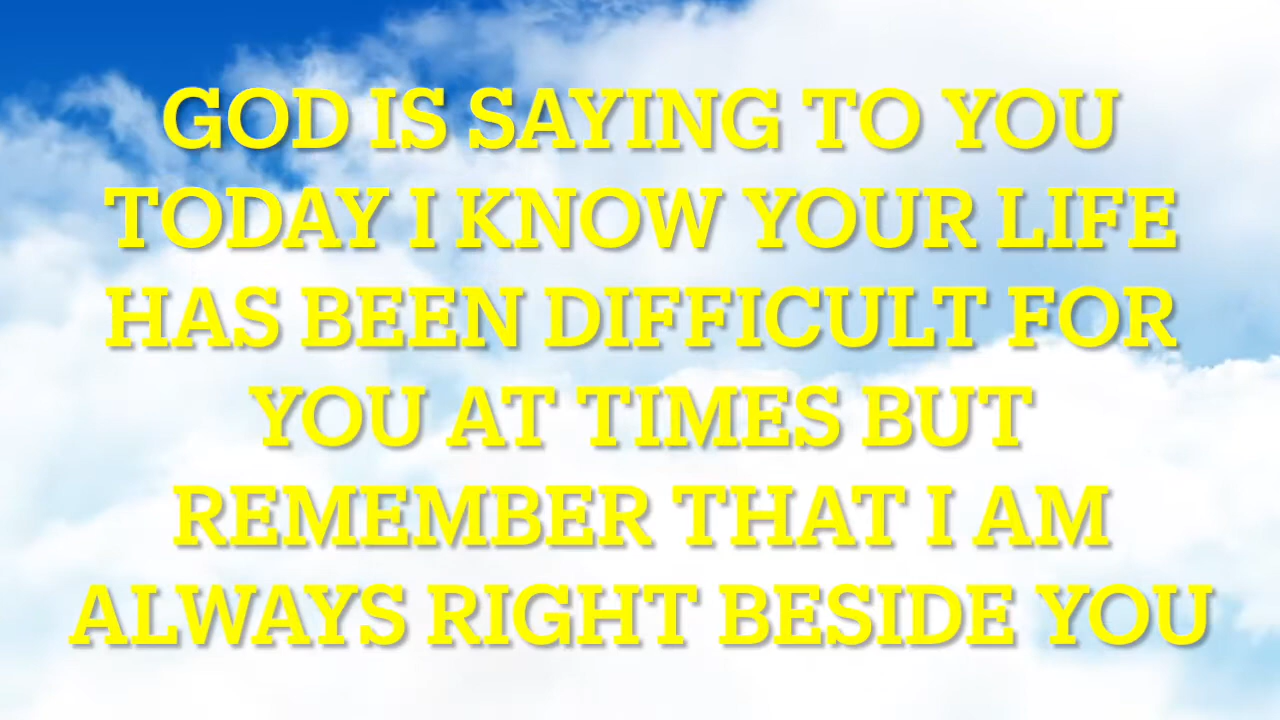 GOD IS SAYING TO YOU
TODAY I KNOW YOUR LIFE
HAS BEEN DIFFICULT FOR
YOU AT TIMES BUT
REMEMBER THAT I AM
ALWAYS RIGHT BESIDE YOU